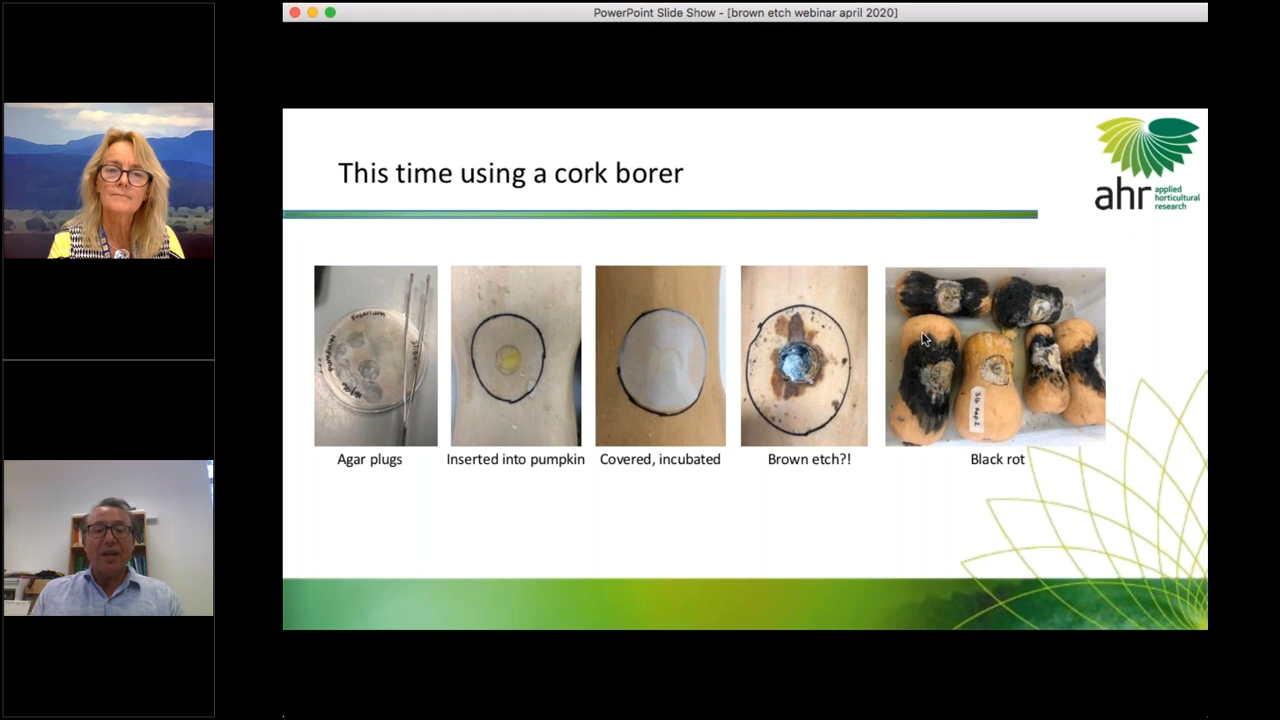 PowerPoint Slide Show - [brown etch webinar april 2020]
This time using a cork borer
ahr applied
horticultural
research
Fusarium
Agar plugs
Inserted into pumpkin
Covered, incubated
Brown etch?!
Black rot